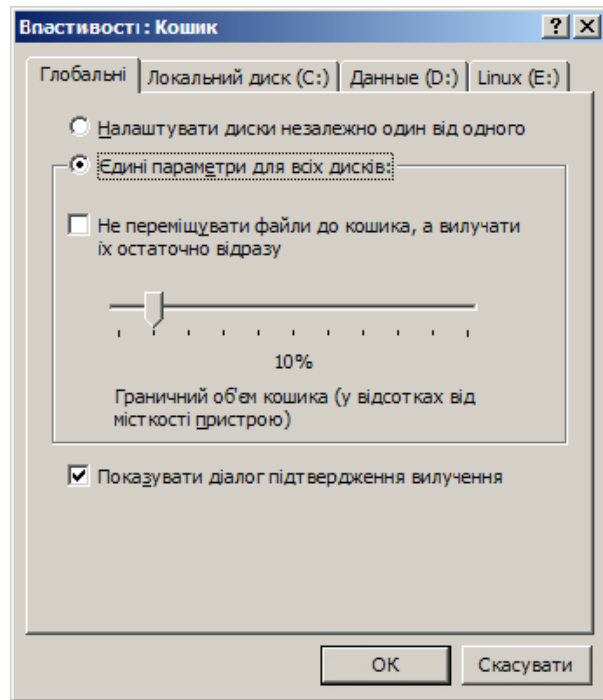 Властивості: Кошик
Глобальні Локальний диск (C:) Данные (D:) Linux (E:)
Налаштувати диски незалежно один від одного
Єдині параметри для всіх дисків:
Не переміщувати файли до кошика, а вилучати
їх остаточно відразу
10%
Граничний об'єм кошика (у відсотках від
місткості пристрою)
Показувати діалог підтвердження вилучення
OK Скасувати